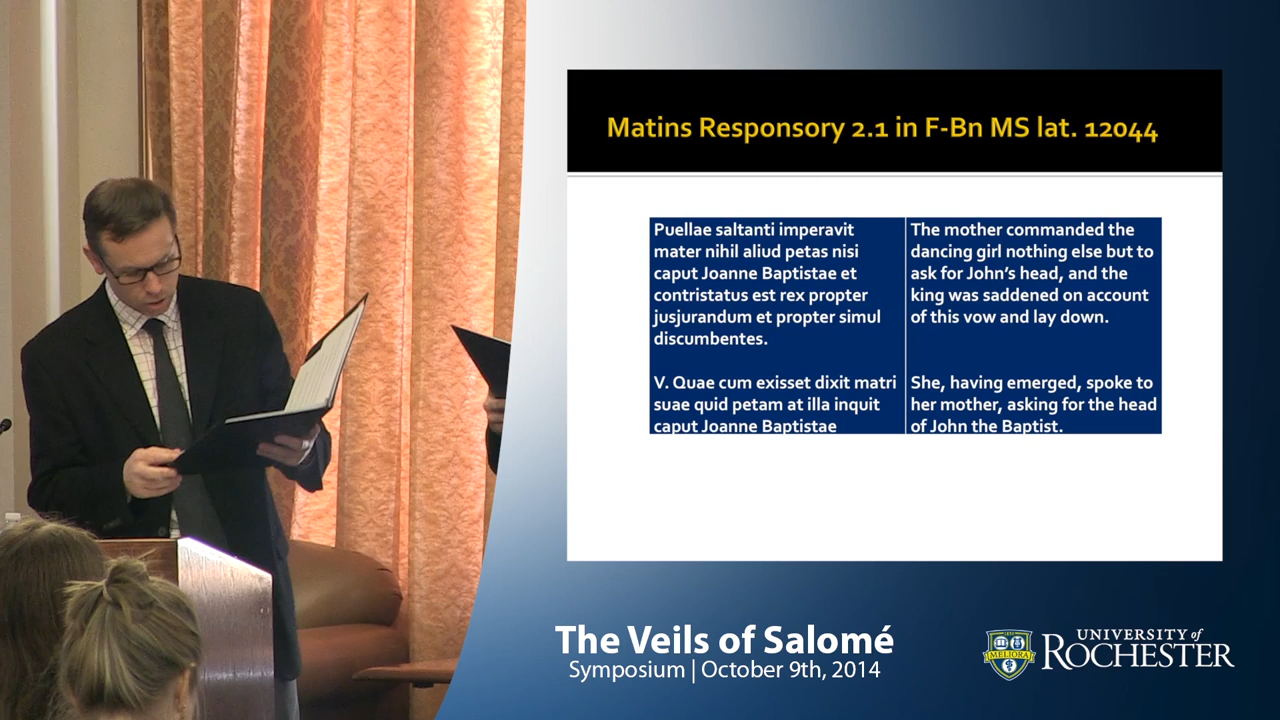 Matins Responsory 2.1 in F-Bn MS lat. 12044
Puellae saltanti imperavit
mater nihil aliud petas nisi
caput Joanne Baptistae et
contristatus est rex propter
jusjurandum et propter simul
discumbentes.
V. Quae cum exisset dixit matri
suae quid petam at illa inquit
caput Joanne Baptistae
The mother commanded the
dancing girl nothing else but to
ask for John's head, and the
king was saddened on account
of this vow and lay down.
She, having emerged, spoke to
her mother, asking for the head
of John the Baptist.
The Veils of Salomé
Symposium | October 9th, 2014
MELIORA
UNIVERSITY of
ROCHESTER